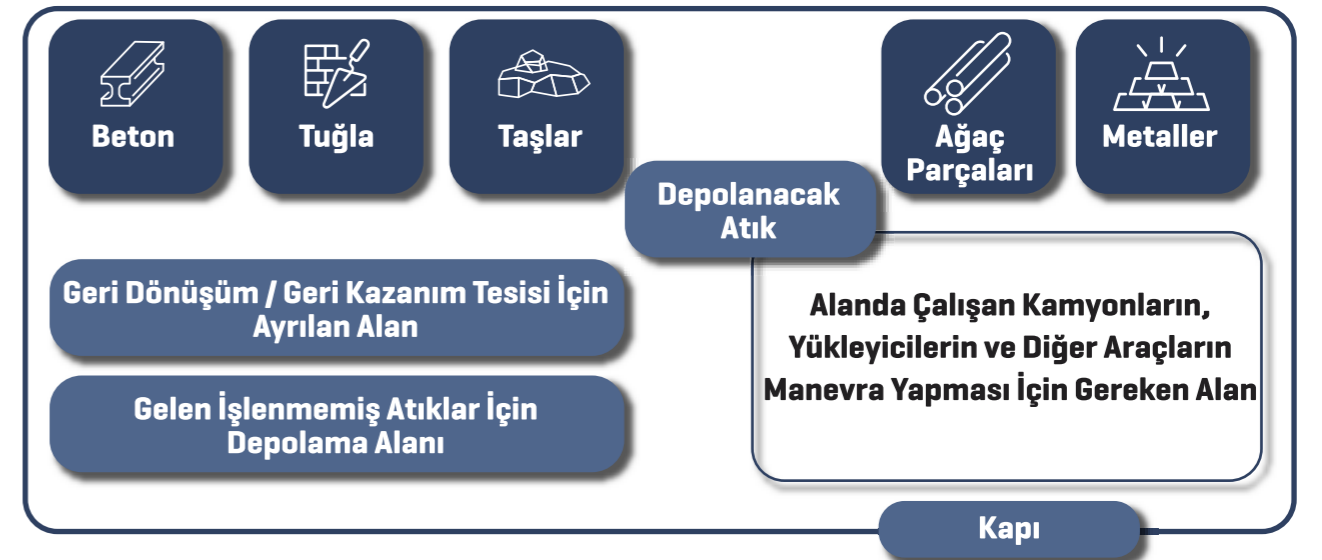 Beton
Tuğla
Taşlar
Ağaç
Parçaları
Metaller
Depolanacak
Atık
Geri Dönüşüm / Geri Kazanım Tesisi İçin
Ayrılan Alan
Gelen İşlenmemiş Atıklar İçin
Depolama Alanı
Alanda Çalışan Kamyonların,
Yükleyicilerin ve Diğer Araçların
Manevra Yapması İçin Gereken Alan
Kapı